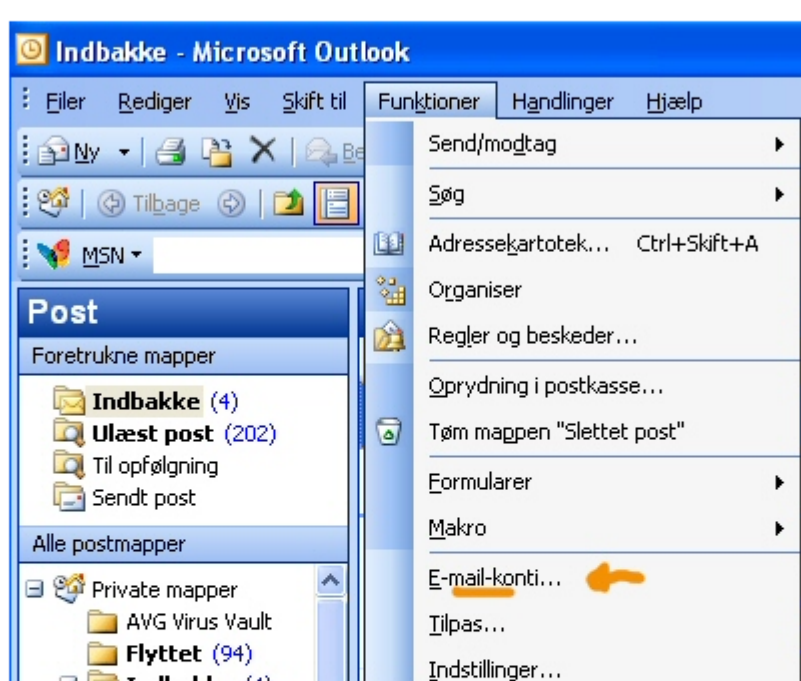 Indbakke - Microsoft Outlook
Filer Rediger Vis Skift til Funktioner Handlinger Hjælp
Ny
Tilbage
MSN
Post
Foretrukne mapper
Indbakke (4)
Ulæst post (202)
Til opfølgning
Sendt post
Alle postmapper
Private mapper
AVG Virus Vault
Flyttet (94)
Send/modtag
Søg
Adressekartotek... Ctrl+Skift+A
Organiser
Regler og beskeder...
Oprydning i postkasse...
Tøm mappen "Slettet post"
Formularer
Makro
E-mail-konti...
Tilpas...
Indstillinger...